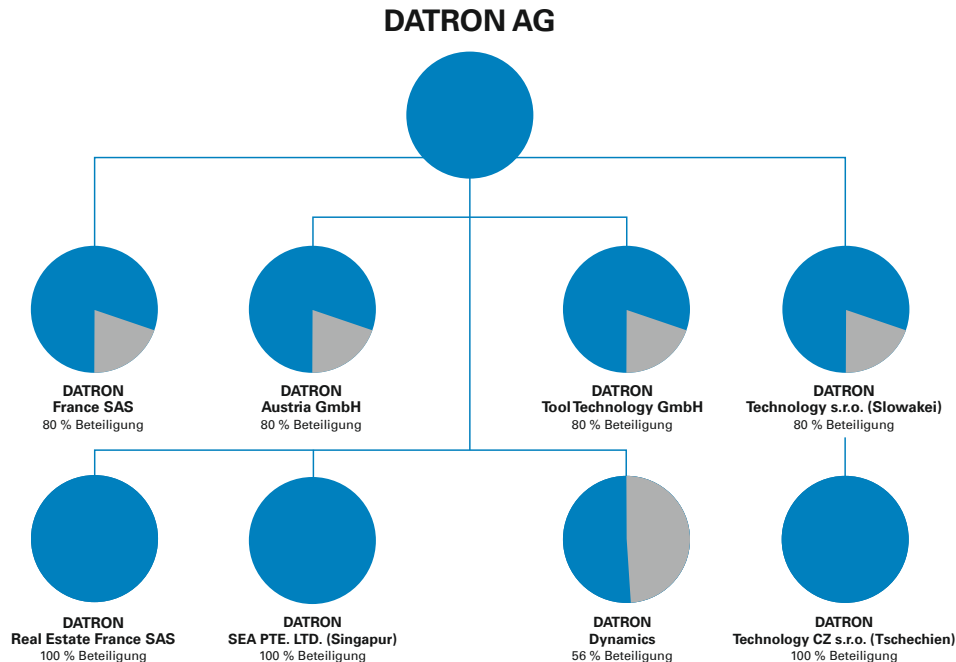 DATRON AG
DATRON
France SAS
80 % Beteiligung
DATRON
Austria GmbH
80 % Beteiligung
DATRON
Tool Technology GmbH
80 % Beteiligung
DATRON
Technology s.r.o. (Slowakei)
80 % Beteiligung
DATRON
Real Estate France SAS
100 % Beteiligung
DATRON
SEA PTE. LTD. (Singapur)
100 % Beteiligung
DATRON
Dynamics
56 % Beteiligung
DATRON
Technology CZ s.r.o. (Tschechien)
100 % Beteiligung